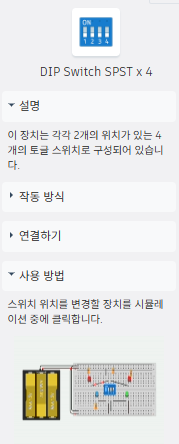 ON
1 2 3 4
DIP Switch SPST x 4
설명
이 장치는 각각 2개의 위치가 있는 4
개의 토글 스위치로 구성되어 있습니
다.
작동 방식
연결하기
사용 방법
스위치 위치를 변경할 장치를 시뮬레
이션 중에 클릭합니다.